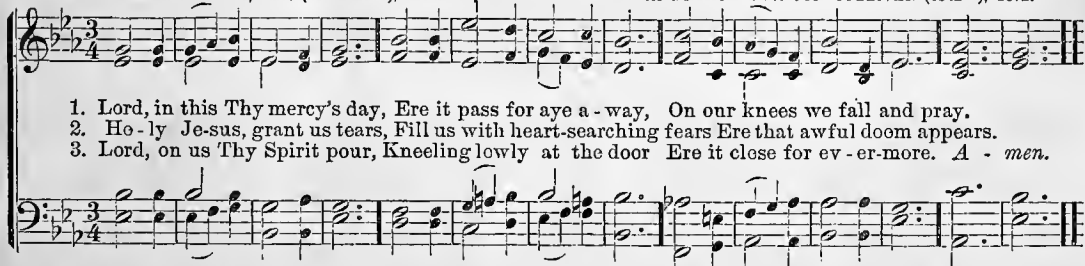 1. Lord, in this Thy mercy's day, Ere it pass for aye a-way, On our knees we fall and pray.
2. Ho-ly Je-sus, grant us tears, Fill us with heart-searching fears Ere that awful doom appears.
3. Lord, on us Thy Spirit pour, Kneeling lowly at the door Ere it close for ev-er-more. A - men.